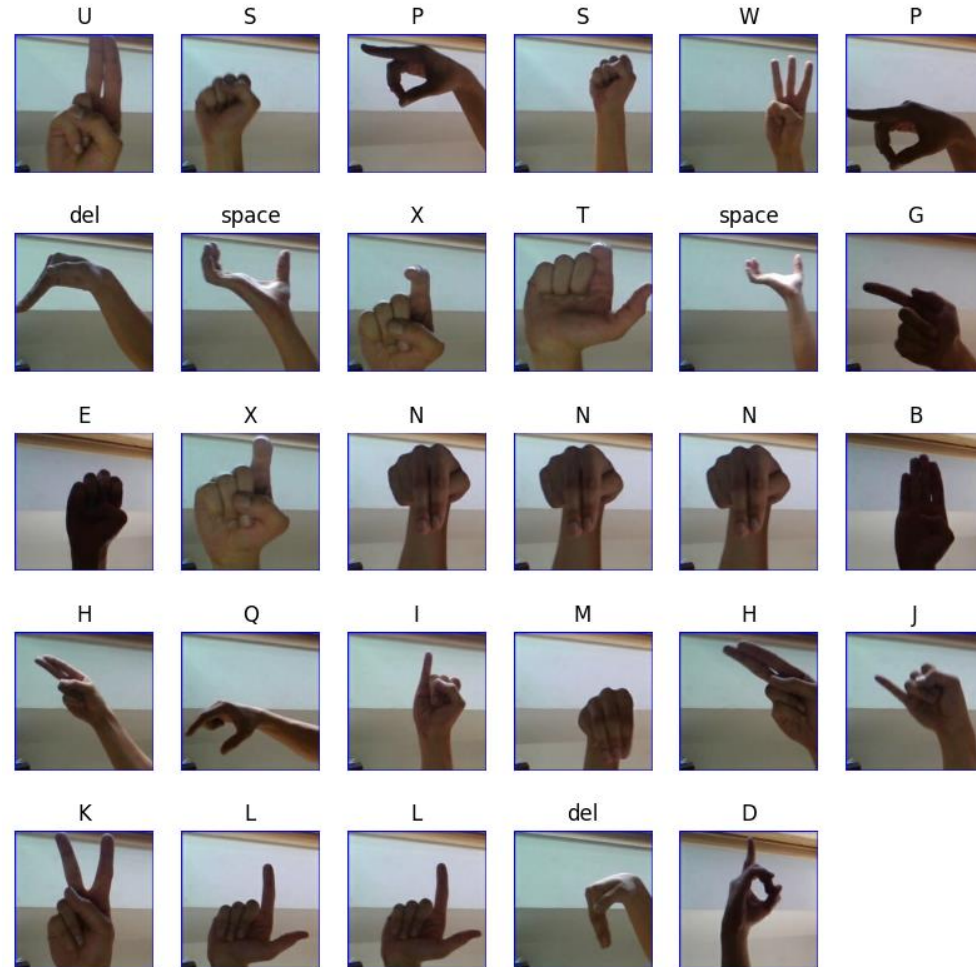 U S P S W P
del space X T space G
E X N N N B
H Q I M H J
K L L del D